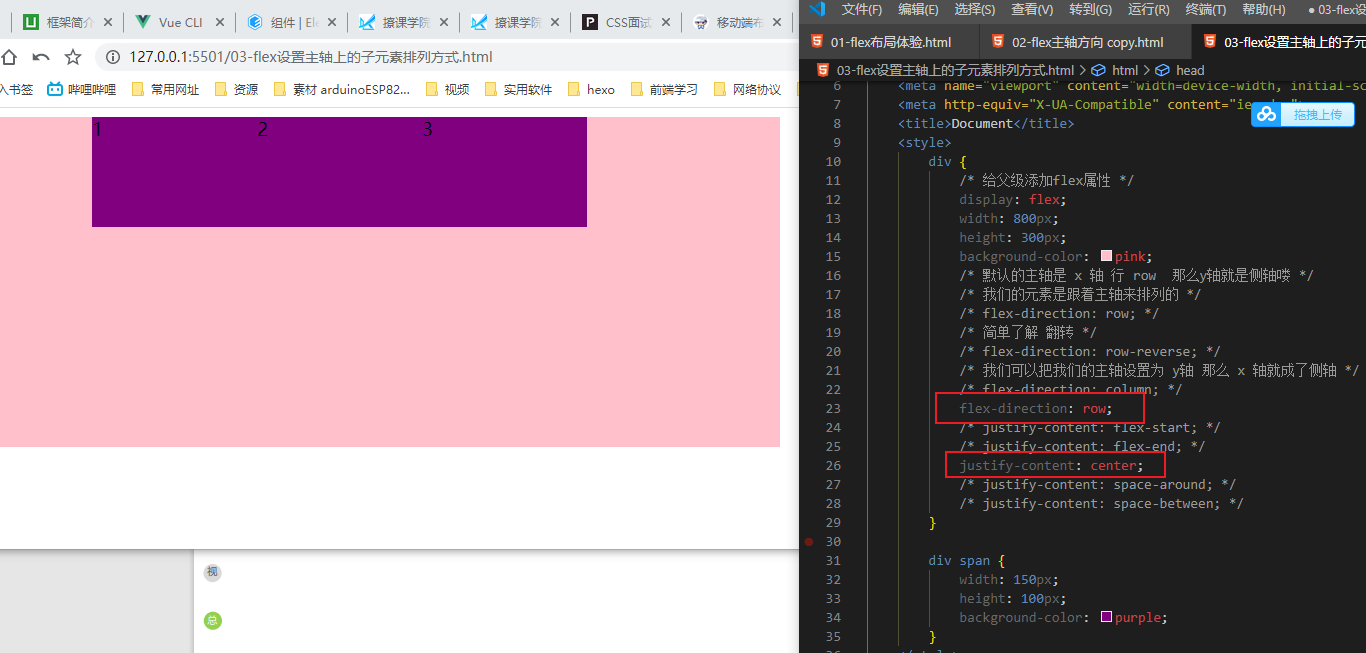 框架简介
Vue CLI
组件 | El
撩课学院
撩课学院
CSS面试
移动端布
127.0.0.1:5501/03-flex设置主轴上的子元素排列方式.html
入书签
哔哩哔哩
常用网址
资源
素材 arduinoESP82...
视频
实用软件
hexo
前端学习
网络协议
1 2 3
视
总
文件(F) 编辑(E) 选择(S) 查看(V) 转到(G) 运行(R) 终端(T) 帮助(H) ● 03-flex设
01-flex布局体验.html
02-flex主轴方向 copy.html
03-flex设置主轴上的子元
03-flex设置主轴上的子元素排列方式.html > html > head
拖拽上传
6 <meta name="viewport" content="width=device-width, initial-sc
7 <meta http-equiv="X-UA-Compatible" content="ie
8 <title>Document</title>
9 <style>
10 div {
11 /* 给父级添加flex属性 */
12 display: flex;
13 width: 800px;
14 height: 300px;
15 background-color: pink;
16 /* 默认的主轴是 x 轴 行 row  那么y轴就是侧轴喽 */
17 /* 我们的元素是跟着主轴来排列的 */
18 /* flex-direction: row; */
19 /* 简单了解 翻转 */
20 /* flex-direction: row-reverse; */
21 /* 我们可以把我们的主轴设置为 y轴 那么 x 轴就成了侧轴 */
22 /* flex-direction: column; */
23 flex-direction: row;
24 /* justify-content: flex-start; */
25 /* justify-content: flex-end; */
26 justify-content: center;
27 /* justify-content: space-around; */
28 /* justify-content: space-between; */
29 }
30
31 div span {
32 width: 150px;
33 height: 100px;
34 background-color: purple;
35 }